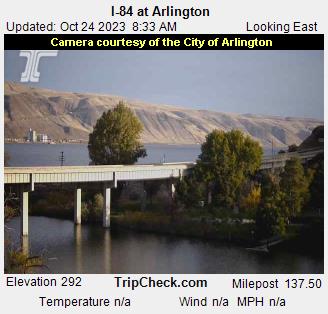 I-84 at Arlington
Updated: Oct 24 2023 8:33 AM Looking East
Camera courtesy of the City of Arlington
Elevation 292 TripCheck.com Milepost 137.50
Temperature n/a Wind n/a MPH n/a